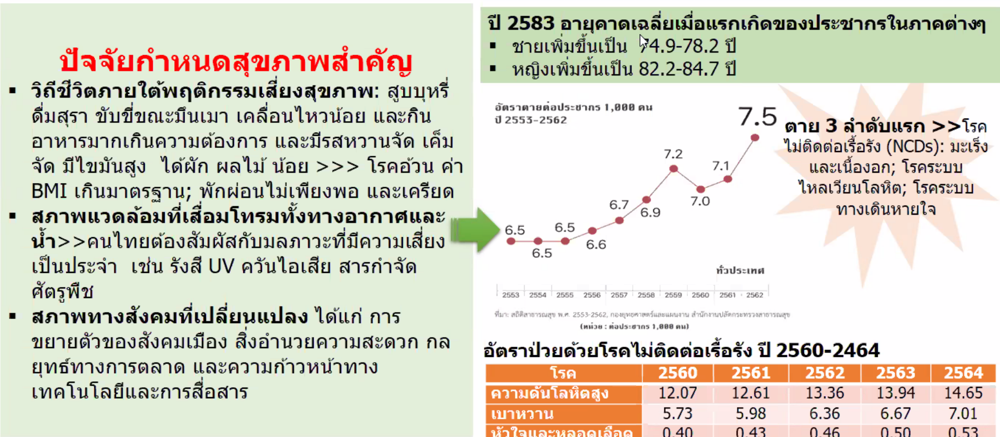 ปัจจัยกำหนดสุขภาพสำคัญ
▪ วิถีชีวิตภายใต้พฤติกรรมเสี่ยงสุขภาพ: สูบบุหรี่
ดื่มสุรา ขับขี่ขณะมึนเมา เคลื่อนไหวน้อย และกิน
อาหารมากเกินความต้องการ และมีรสหวานจัด เค็ม
จัด มีไขมันสูง ได้ผัก ผลไม้ น้อย >>> โรคอ้วน ค่า
BMI เกินมาตรฐาน; พักผ่อนไม่เพียงพอ และเครียด
▪ สภาพแวดล้อมที่เสื่อมโทรมทั้งทางอากาศและ
น้ำ>>คนไทยต้องสัมผัสกับมลภาวะที่มีความเสี่ยง
เป็นประจำ เช่น รังสี UV ควันไอเสีย สารกำจัด
ศัตรูพืช
▪ สภาพทางสังคมที่เปลี่ยนแปลง ได้แก่ การ
ขยายตัวของสังคมเมือง สิ่งอำนวยความสะดวก กล
ยุทธ์ทางการตลาด และความก้าวหน้าทาง
เทคโนโลยีและการสื่อสาร
ปี 2583 อายุคาดเฉลี่ยเมื่อแรกเกิดของประชากรในภาคต่างๆ
▪ ชายเพิ่มขึ้นเป็น 74.9-78.2 ปี
▪ หญิงเพิ่มขึ้นเป็น 82.2-84.7 ปี
อัตราตายต่อประชากร 1,000 คน
ปี 2553-2562
6.5
6.5
6.5
6.6
6.7
6.9
7.2
7.0
7.1
7.5
ทั่วประเทศ
2553 2554 2555 2556 2557 2558 2559 2560 2561 2562
ที่มา: สถิติสาธารณสุข พ.ศ. 2553-2562, กองยุทธศาสตร์และแผนงาน สำนักงานปลัดกระทรวงสาธารณสุข
(หน่วย : ต่อประชากร 1,000 คน)
ตาย 3 ลำดับแรก >>โรค
ไม่ติดต่อเรื้อรัง (NCDs): มะเร็ง
และเนื้องอก; โรคระบบ
ไหลเวียนโลหิต; โรคระบบ
ทางเดินหายใจ
อัตราป่วยด้วยโรคไม่ติดต่อเรื้อรัง ปี 2560-2464
โรค 2560 2561 2562 2563 2564
ความดันโลหิตสูง 12.07 12.61 13.36 13.94 14.65
เบาหวาน 5.73 5.98 6.36 6.67 7.01
หัวใจและหลอดเลือด 0.40 0.43 0.46 0.50 0.53